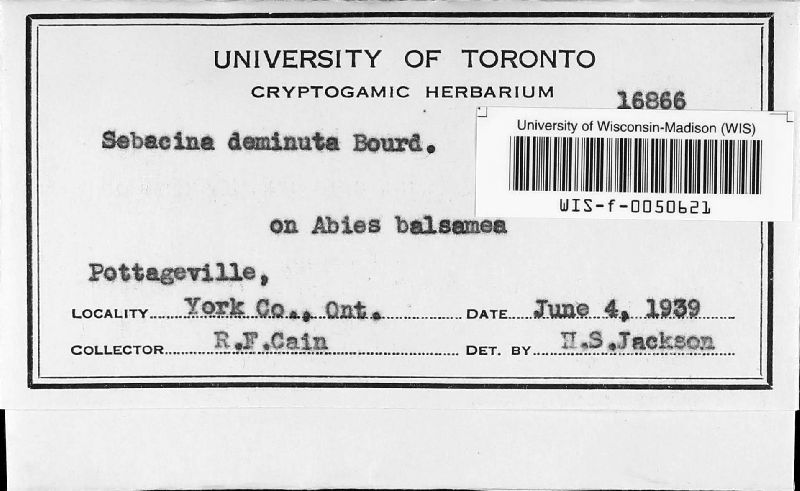 UNIVERSITY OF TORONTO
CRYPTOGAMIC HERBARIUM
16866
Sebacina deminuta Bourd.
University of Wisconsin-Madison (WIS)
WIS-f-0050621
on Abies balsamea
Pottageville,
LOCALITY York Co., Ont. DATE June 4, 1939
COLLECTOR R.F.Cain DET. BY H.S.Jackson